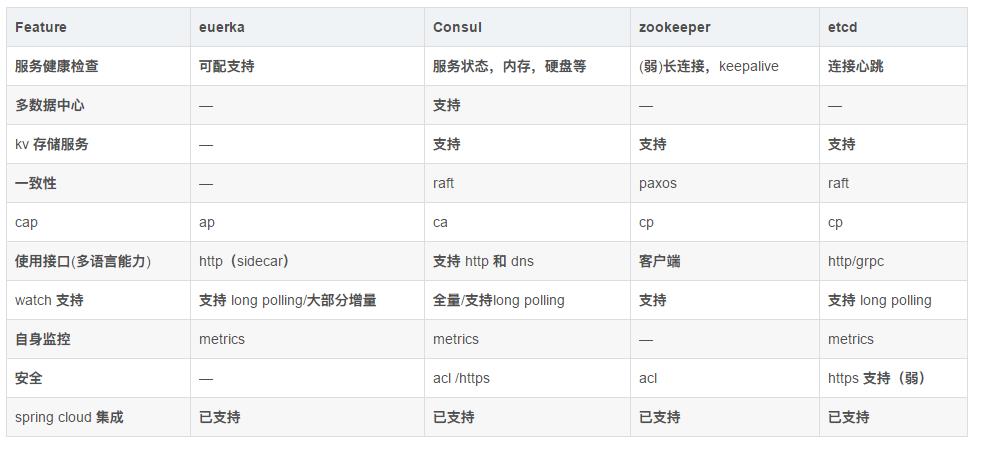 Feature euerka Consul zookeeper etcd
服务健康检查 可配支持 服务状态，内存，硬盘等 (弱)长连接，keepalive 连接心跳
多数据中心 — 支持 — —
kv 存储服务 — 支持 支持 支持
一致性 — raft paxos raft
cap ap ca cp cp
使用接口(多语言能力) http（sidecar） 支持 http 和 dns 客户端 http/grpc
watch 支持 支持 long polling/大部分增量 全量/支持long polling 支持 支持 long polling
自身监控 metrics metrics — metrics
安全 — acl /https acl https 支持（弱）
spring cloud 集成 已支持 已支持 已支持 已支持